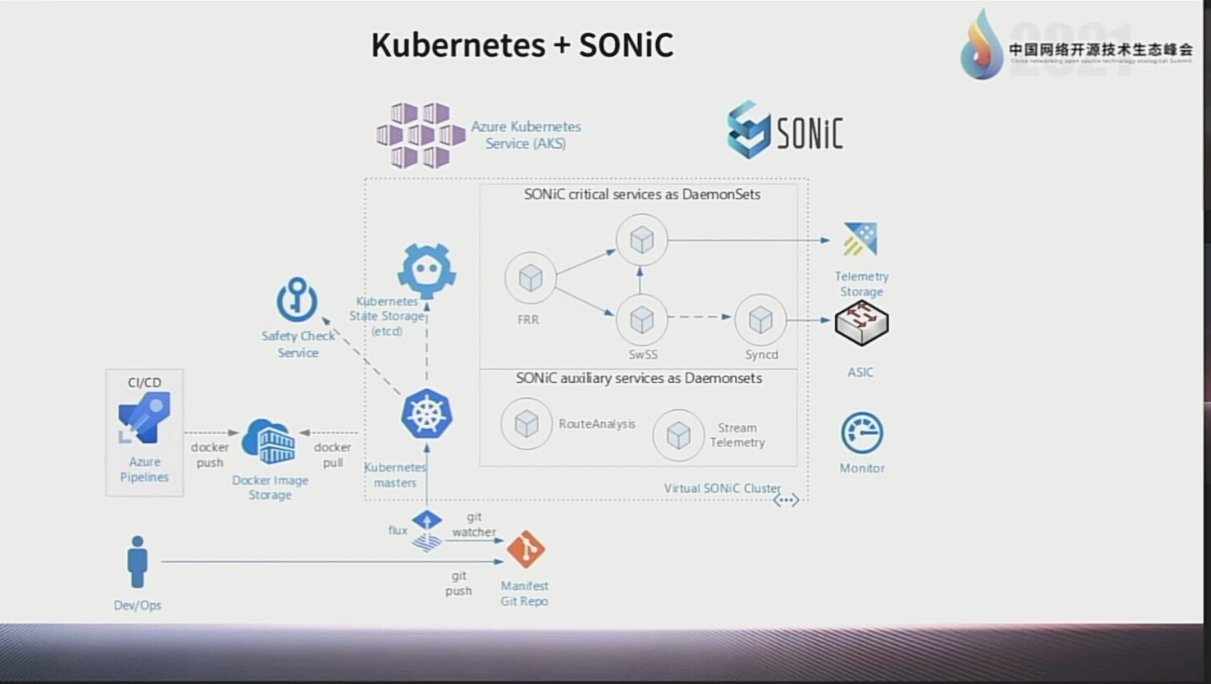 Kubernetes + SONiC
2021
中国网络开源技术生态峰会
China networking open source technology ecological Summit
Azure Kubernetes
Service (AKS)
SONiC
SONiC critical services as DaemonSets
Kubernetes
State Storage
(etcd)
Safety Check
Service
FRR
SwSS
Syncd
Telemetry
Storage
ASIC
SONiC auxiliary services as Daemonsets
RouteAnalysis
Stream
Telemetry
Monitor
CI/CD
Azure
Pipelines
docker
push
Docker Image
Storage
docker
pull
Kubernetes
masters
Virtual SONiC Cluster
flux
git
watcher
git
push
Manifest
Git Repo
Dev/Ops